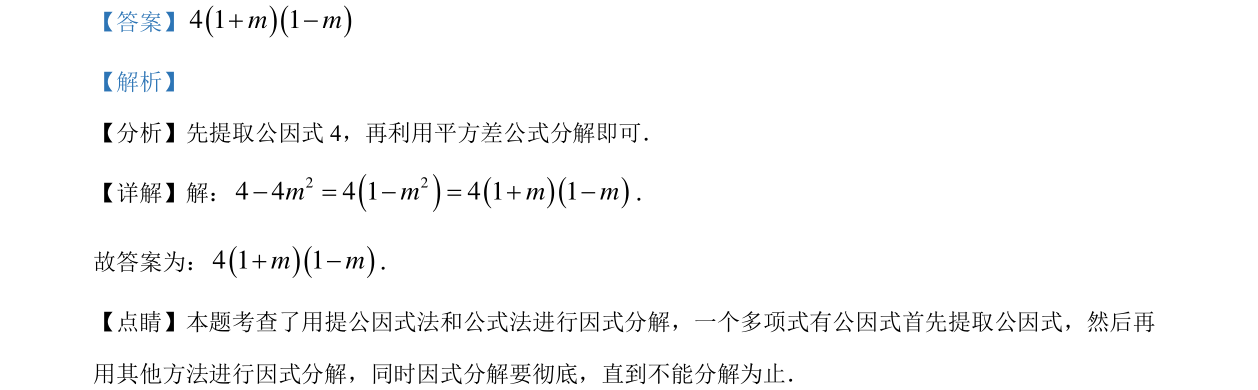 【答案】4(1+m)(1−m)
【解析】
【分析】先提取公因式 4，再利用平方差公式分解即可．
【详解】解：4−4m²=4(1−m²)=4(1+m)(1−m)．
故答案为：4(1+m)(1−m)．
【点睛】本题考查了用提公因式法和公式法进行因式分解，一个多项式有公因式首先提取公因式，然后再
用其他方法进行因式分解，同时因式分解要彻底，直到不能分解为止．